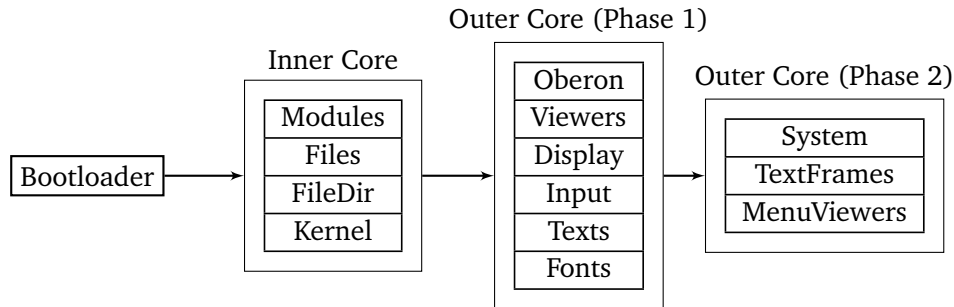 Bootloader
Inner Core
Modules
Files
FileDir
Kernel
Outer Core (Phase 1)
Oberon
Viewers
Display
Input
Texts
Fonts
Outer Core (Phase 2)
System
TextFrames
MenuViewers